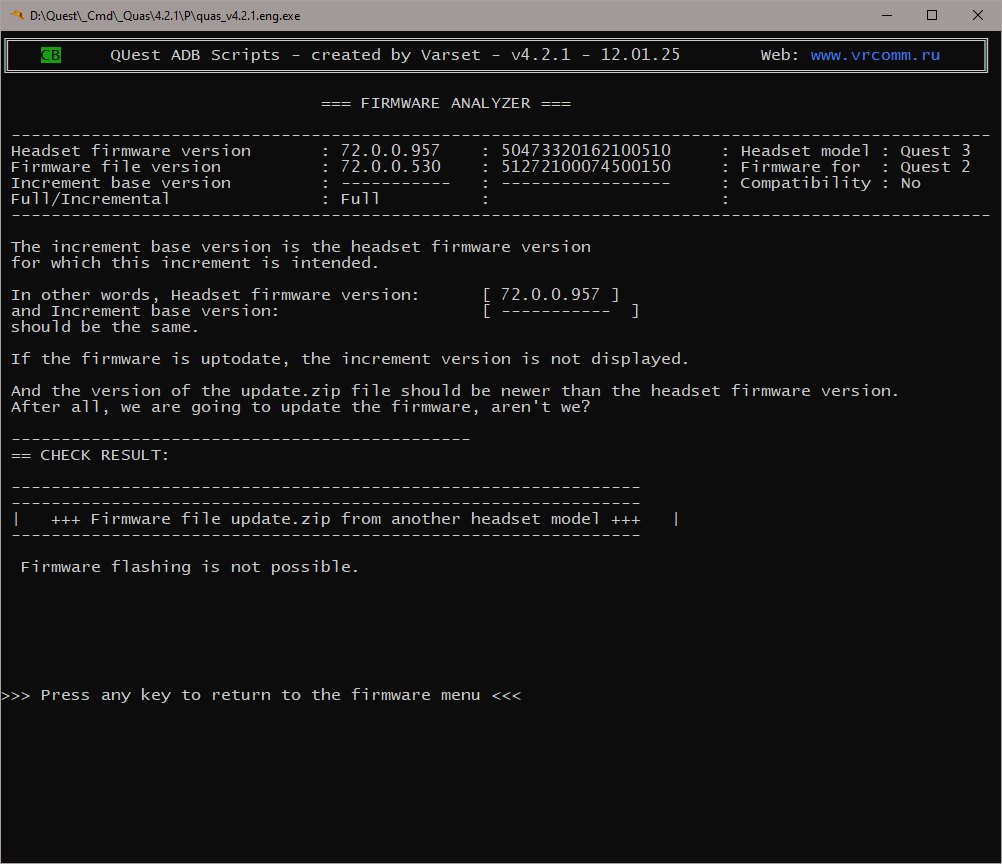 D:\Quest\_Cmd\_Quas\4.2.1\P\quas_v4.2.1.eng.exe
CB QUest ADB Scripts - created by Varset - v4.2.1 - 12.01.25 Web: www.vrcomm.ru
=== FIRMWARE ANALYZER ===
--------------------------------------------------------------------------------------------------
Headset firmware version : 72.0.0.957 : 50473320162100510 : Headset model : Quest 3
Firmware file version : 72.0.0.530 : 51272100074500150 : Firmware for : Quest 2
Increment base version : ----------- : ----------------- : Compatibility : No
Full/Incremental : Full : :
--------------------------------------------------------------------------------------------------
The increment base version is the headset firmware version
for which this increment is intended.
In other words, Headset firmware version: [ 72.0.0.957 ]
and Increment base version: [ ----------- ]
should be the same.
If the firmware is uptodate, the increment version is not displayed.
And the version of the update.zip file should be newer than the headset firmware version.
After all, we are going to update the firmware, aren't we?
----------------------------------------------
== CHECK RESULT:
---------------------------------------------------------------
---------------------------------------------------------------
| +++ Firmware file update.zip from another headset model +++ |
---------------------------------------------------------------
Firmware flashing is not possible.
>>> Press any key to return to the firmware menu <<<